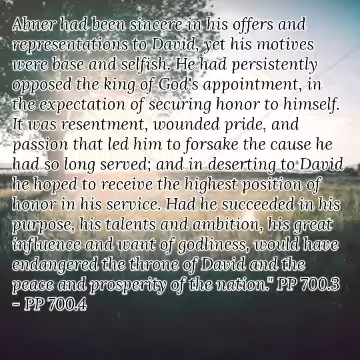 Abner had been sincere in his offers and
representations to David, yet his motives
were base and selfish. He had persistently
opposed the king of God's appointment, in
the expectation of securing honor to himself.
It was resentment, wounded pride, and
passion that led him to forsake the cause he
had so long served; and in deserting to David
he hoped to receive the highest position of
honor in his service. Had he succeeded in his
purpose, his talents and ambition, his great
influence and want of godliness, would have
endangered the throne of David and the
peace and prosperity of the nation." PP 700.3
- PP 700.4